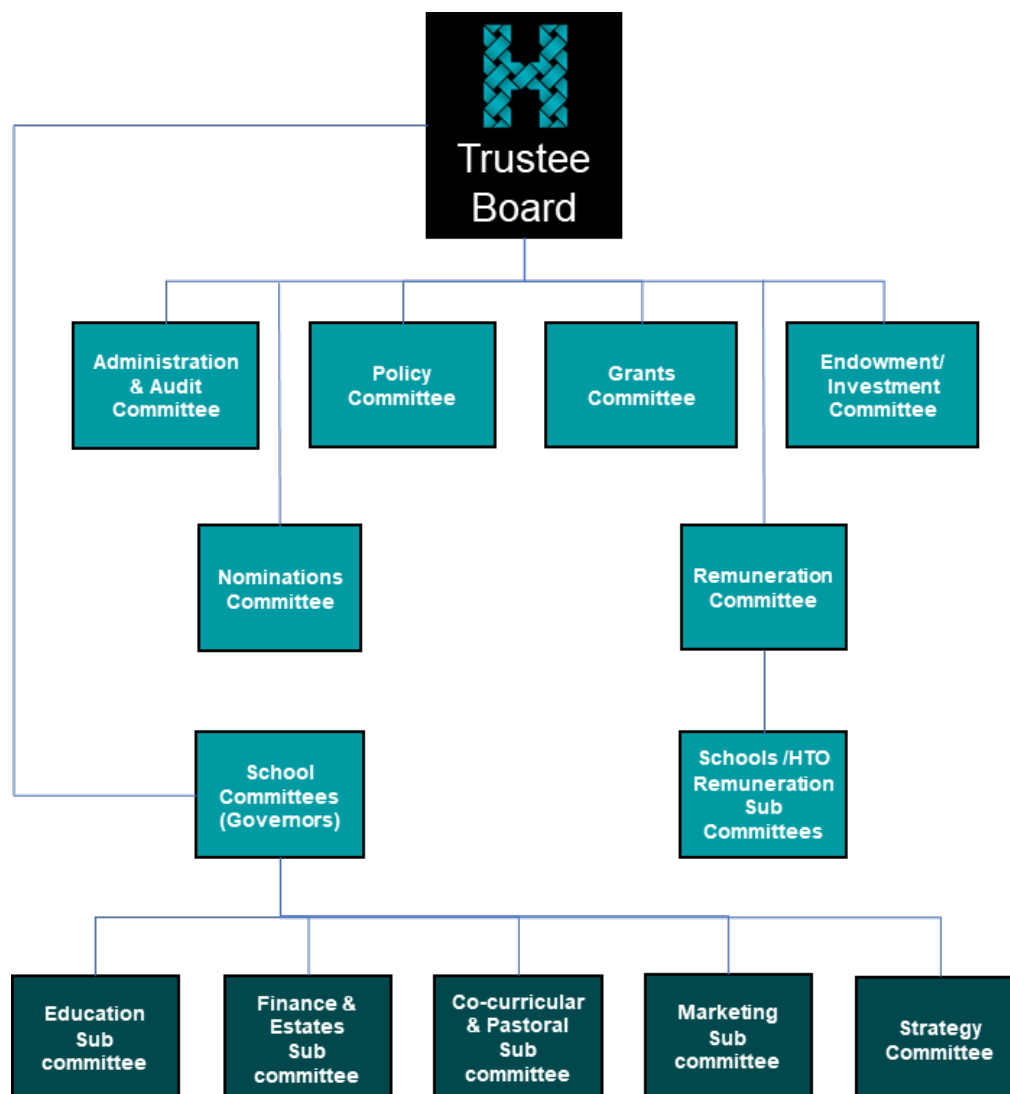 H
Trustee
Board
Administration
& Audit
Committee
Policy
Committee
Grants
Committee
Endowment/
Investment
Committee
Nominations
Committee
Remuneration
Committee
School
Committees
(Governors)
Schools /HTO
Remuneration
Sub
Committees
Education
Sub
committee
Finance &
Estates
Sub
committee
Co-curricular
& Pastoral
Sub
committee
Marketing
Sub
committee
Strategy
Committee